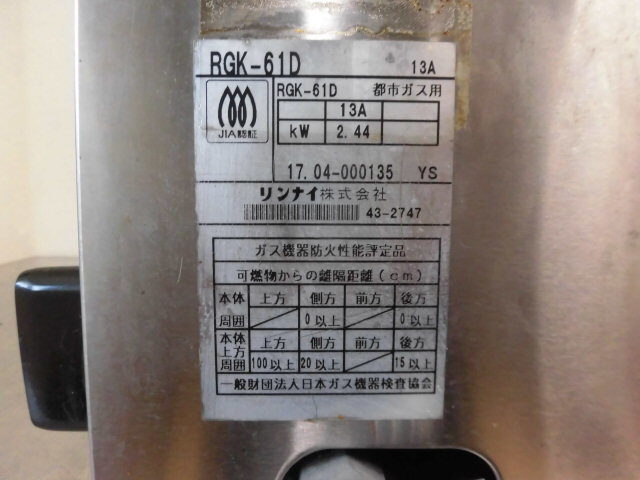 RGK-61D 13A
RGK-61D 都市ガス用
JIA認証
13A
kW 2.44
17.04-000135 YS
リンナイ株式会社
43-2747
ガス機器防火性能評定品
可燃物からの離隔距離(cm)
本体 上方 側方 前方 後方
周囲 0以上 0以上
本体上方 上方 側方 前方 後方
周囲 100以上 20以上 15以上
一般財団法人日本ガス機器検査協会